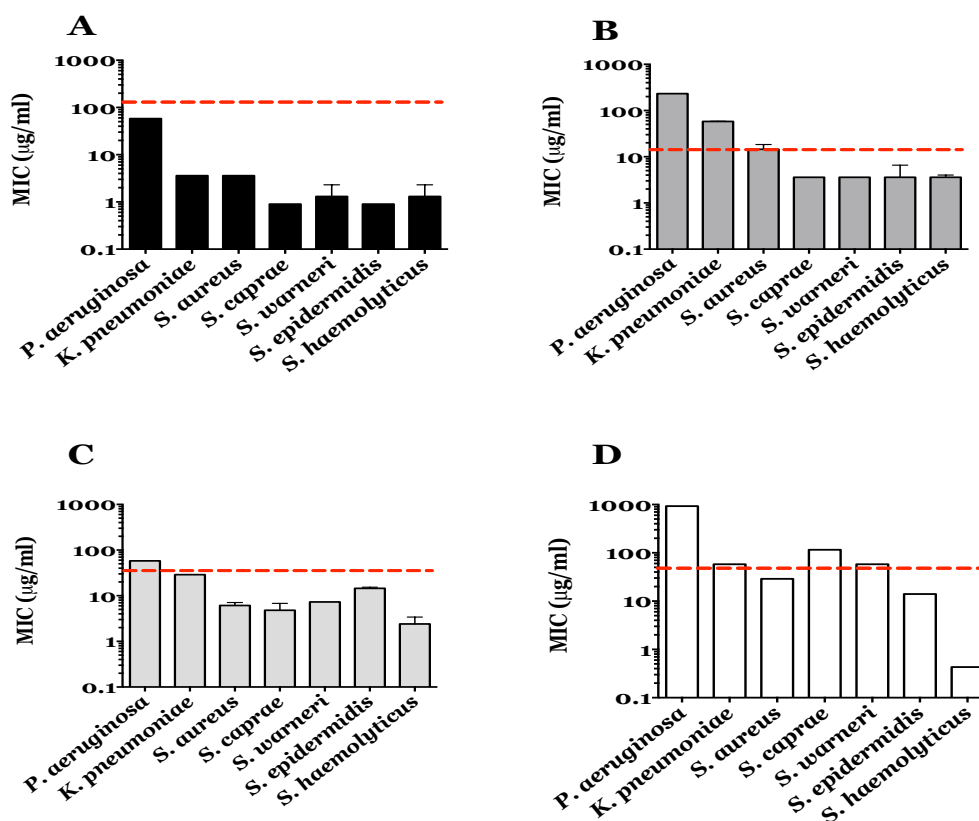 A
MIC (µg/ml)
1000
100
10
1
0.1
P. aeruginosa
K. pneumoniae
S. aureus
S. caprae
S. warneri
S. epidermidis
S. haemolyticus
B
MIC (µg/ml)
1000
100
10
1
0.1
P. aeruginosa
K. pneumoniae
S. aureus
S. caprae
S. warneri
S. epidermidis
S. haemolyticus
C
MIC (µg/ml)
1000
100
10
1
0.1
P. aeruginosa
K. pneumoniae
S. aureus
S. caprae
S. warneri
S. epidermidis
S. haemolyticus
D
MIC (µg/ml)
1000
100
10
1
0.1
P. aeruginosa
K. pneumoniae
S. aureus
S. caprae
S. warneri
S. epidermidis
S. haemolyticus